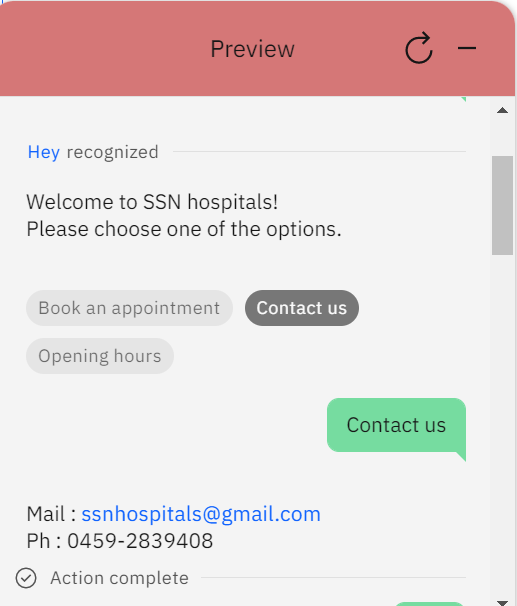 Preview
Hey recognized
Welcome to SSN hospitals!
Please choose one of the options.
Book an appointment
Contact us
Opening hours
Contact us
Mail : ssnhospitals@gmail.com
Ph : 0459-2839408
Action complete